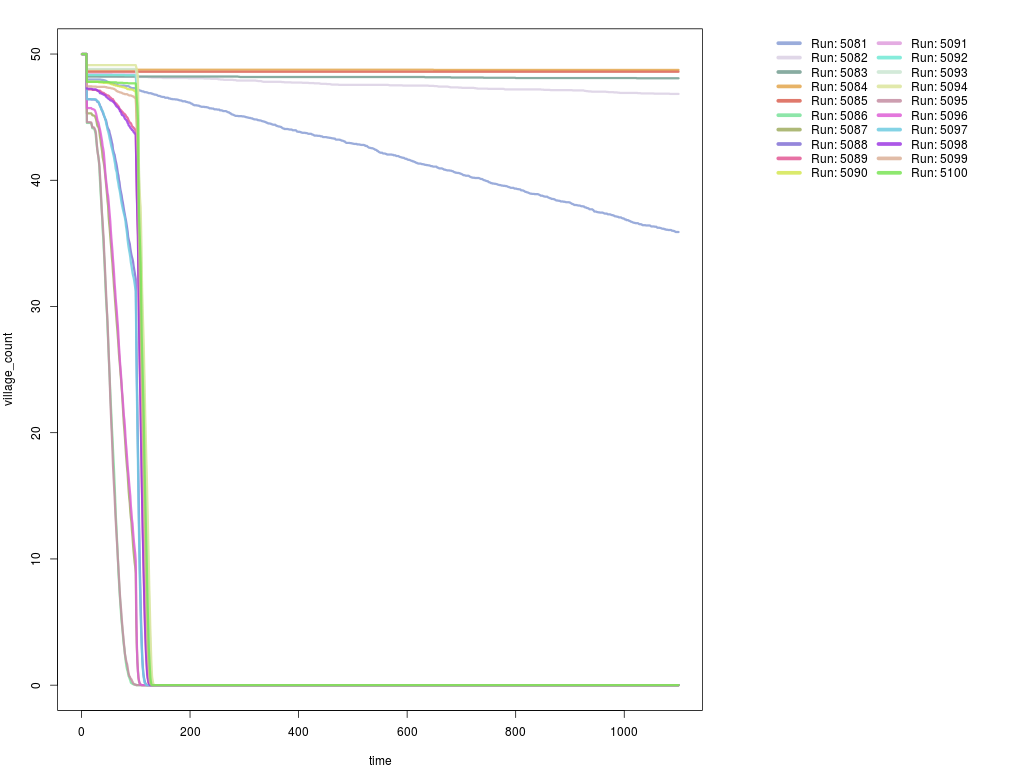 50
40
30
20
10
0
village_count
0 200 400 600 800 1000
time
Run: 5081 Run: 5091
Run: 5082 Run: 5092
Run: 5083 Run: 5093
Run: 5084 Run: 5094
Run: 5085 Run: 5095
Run: 5086 Run: 5096
Run: 5087 Run: 5097
Run: 5088 Run: 5098
Run: 5089 Run: 5099
Run: 5090 Run: 5100